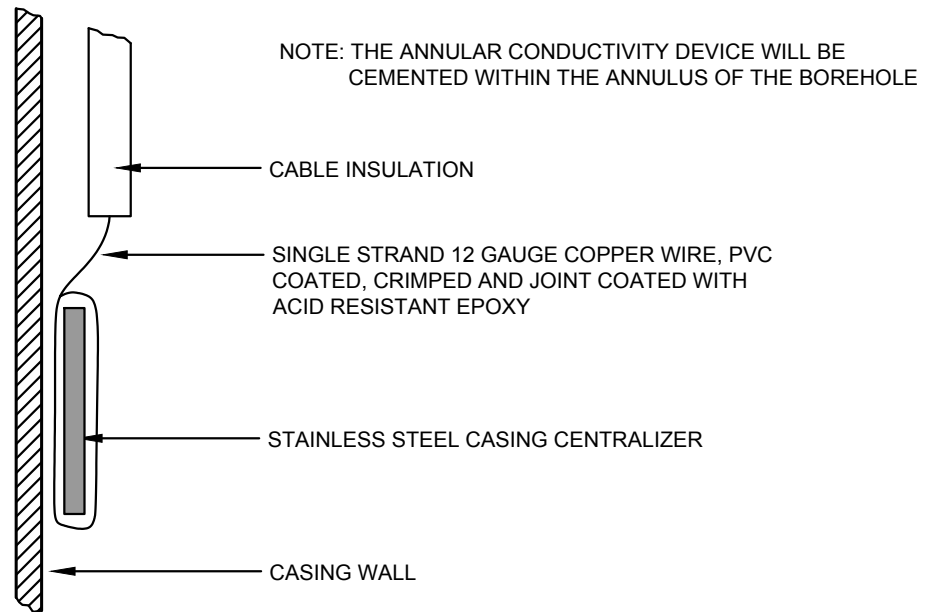 NOTE: THE ANNULAR CONDUCTIVITY DEVICE WILL BE
CEMENTED WITHIN THE ANNULUS OF THE BOREHOLE
CABLE INSULATION
SINGLE STRAND 12 GAUGE COPPER WIRE, PVC
COATED, CRIMPED AND JOINT COATED WITH
ACID RESISTANT EPOXY
STAINLESS STEEL CASING CENTRALIZER
CASING WALL